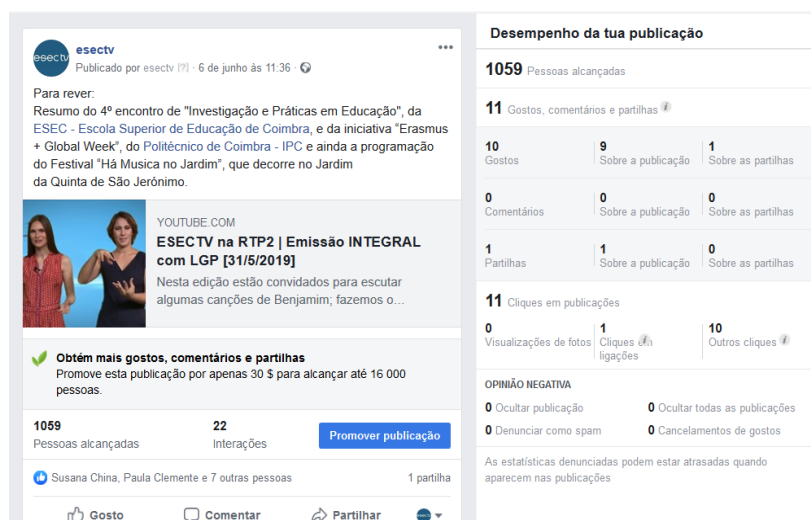 esectv
esectv
Publicado por esectv [?] · 6 de junho às 11:36 ·
Para rever:
Resumo do 4º encontro de "Investigação e Práticas em Educação", da
ESEC - Escola Superior de Educação de Coimbra, e da iniciativa "Erasmus
+ Global Week", do Politécnico de Coimbra - IPC e ainda a programação
do Festival "Há Musica no Jardim", que decorre no Jardim
da Quinta de São Jerónimo.
YOUTUBE.COM
ESECTV na RTP2 | Emissão INTEGRAL
com LGP [31/5/2019]
Nesta edição estão convidados para escutar
algumas canções de Benjamim; fazemos o...
Obtém mais gostos, comentários e partilhas
Promove esta publicação por apenas 30 $ para alcançar até 16 000
pessoas.
1059 22
Pessoas alcançadas Interações
Promover publicação
Susana China, Paula Clemente e 7 outras pessoas 1 partilha
Gosto Comentar Partilhar
Desempenho da tua publicação
1059 Pessoas alcançadas
11 Gostos, comentários e partilhas
10 9 1
Gostos Sobre a publicação Sobre as partilhas
0 0 0
Comentários Sobre a publicação Sobre as partilhas
1 1 0
Partilhas Sobre a publicação Sobre as partilhas
11 Cliques em publicações
0 1 10
Visualizações de fotos Cliques em Outros cliques
ligações
OPINIÃO NEGATIVA
0 Ocultar publicação 0 Ocultar todas as publicações
0 Denunciar como spam 0 Cancelamentos de gostos
As estatísticas denunciadas podem estar atrasadas quando
aparecem nas publicações